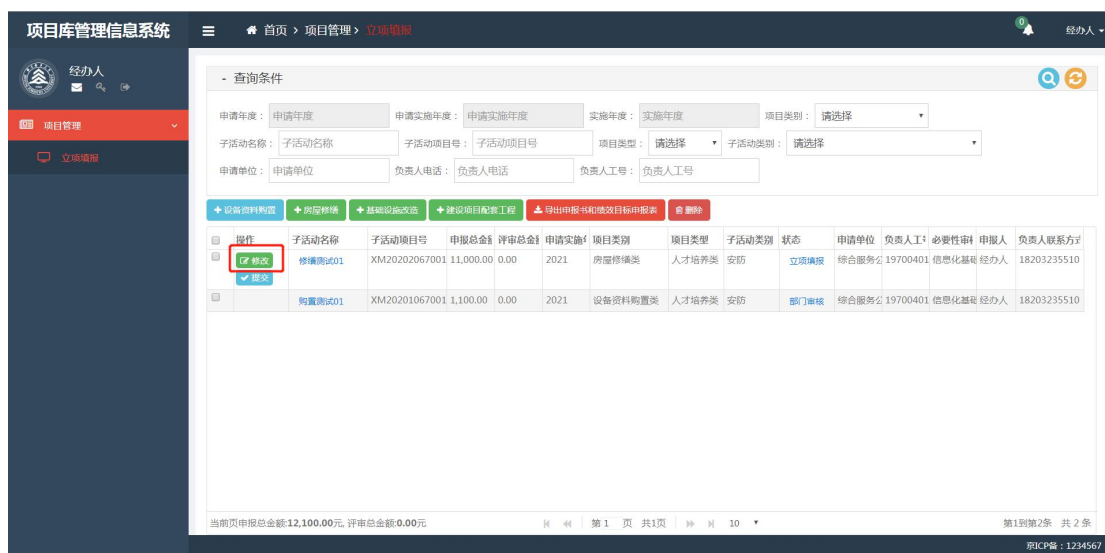 项目库管理信息系统
首页 > 项目管理 > 立项填报
0
经办人
经办人
项目管理
立项填报
- 查询条件
申请年度： 申请年度 申请实施年度： 申请实施年度 实施年度： 实施年度 项目类别： 请选择
子活动名称： 子活动名称 子活动项目号： 子活动项目号 项目类型： 请选择 子活动类别： 请选择
申请单位： 申请单位 负责人电话： 负责人电话 负责人工号： 负责人工号
设备资料购置 房屋修缮 基础设施改造 建设项目配套工程 导出申报书和绩效目标申报表 删除
操作 子活动名称 子活动项目号 申报总金额 评审总金额 申请实施 项目类别 项目类型 子活动类别 状态 申请单位 负责人工 必要性审 申报人 负责人联系方式
修改 修缮测试01 XM20202067001 11,000.00 0.00 2021 房屋修缮类 人才培养类 安防 立项填报 综合服务 19700401 信息化基础 经办人 18203235510
提交
购置测试01 XM20201067001 1,100.00 0.00 2021 设备资料购置类 人才培养类 安防 部门审核 综合服务 19700401 信息化基础 经办人 18203235510
当前页申报总金额:12,100.00元, 评审总金额:0.00元 第 1 页 共1页 10 第1到第2条 共 2 条
京ICP备：1234567